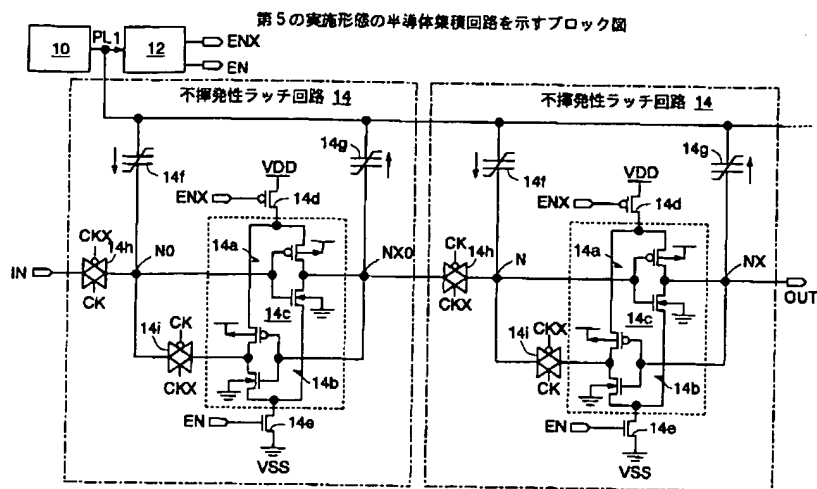 第5の実施形態の半導体集積回路を示すブロック図
10
PL1
12
ENX
EN
不揮発性ラッチ回路 14
14f
14g
VDD
ENX
14d
CKX
14h
IN
CK
N0
14a
NX0
14c
CK
14i
CKX
14b
EN
14e
VSS
不揮発性ラッチ回路 14
14f
14g
VDD
ENX
14d
CK
14h
CKX
N
14a
NX
OUT
14c
CKX
14i
CK
14b
EN
14e
VSS